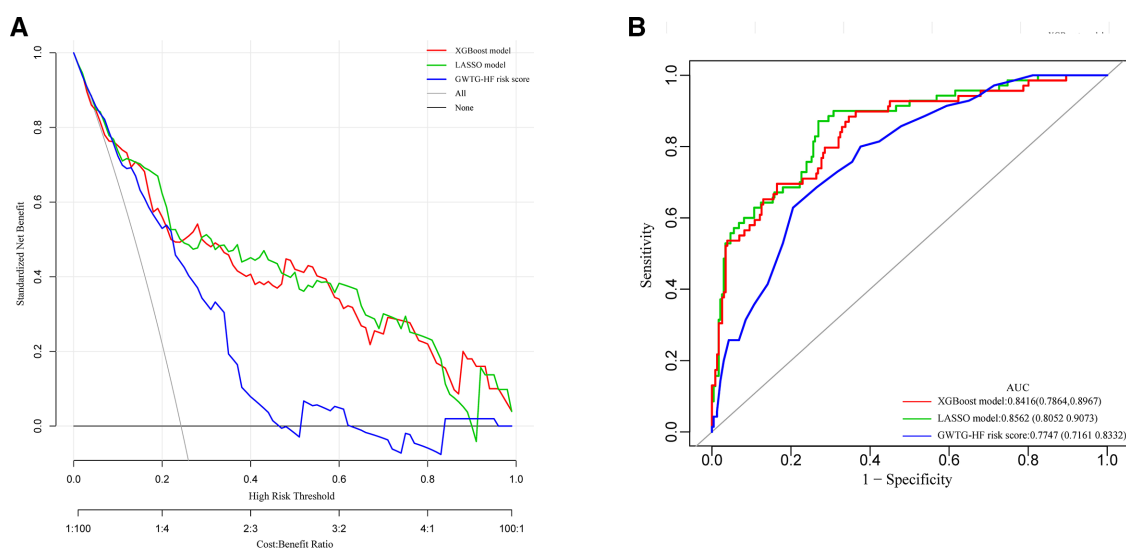 A
XGBoost model
LASSO model
GWTG-HF risk score
All
None
Standardized Net Benefit
1.0
0.8
0.6
0.4
0.2
0.0
0.0 0.2 0.4 0.6 0.8 1.0
High Risk Threshold
1:100 1:4 2:3 3:2 4:1 100:1
Cost:Benefit Ratio
B
Sensitivity
1.0
0.8
0.6
0.4
0.2
0.0
AUC
XGBoost model:0.8416(0.7864,0.8967)
LASSO model:0.8562 (0.8052 0.9073)
GWTG-HF risk score:0.7747 (0.7161 0.8332)
0.0 0.2 0.4 0.6 0.8 1.0
1 − Specificity